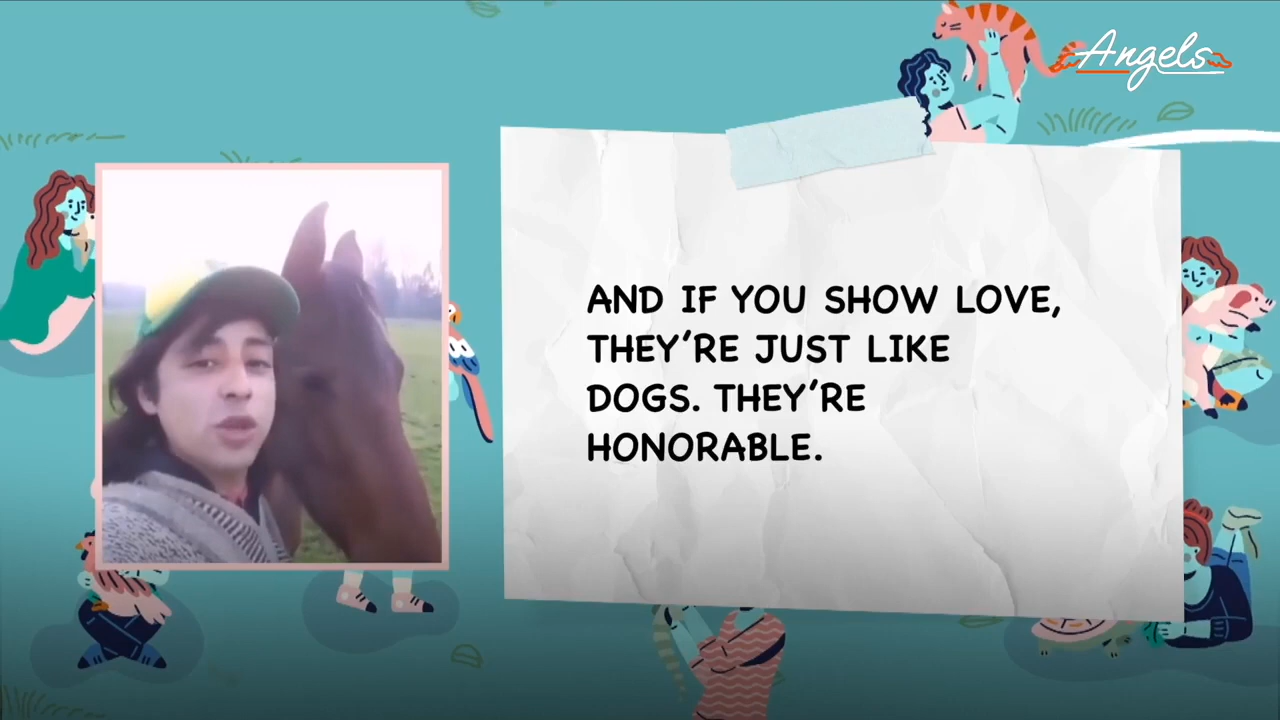 Angels
AND IF YOU SHOW LOVE,
THEY'RE JUST LIKE
DOGS. THEY'RE
HONORABLE.